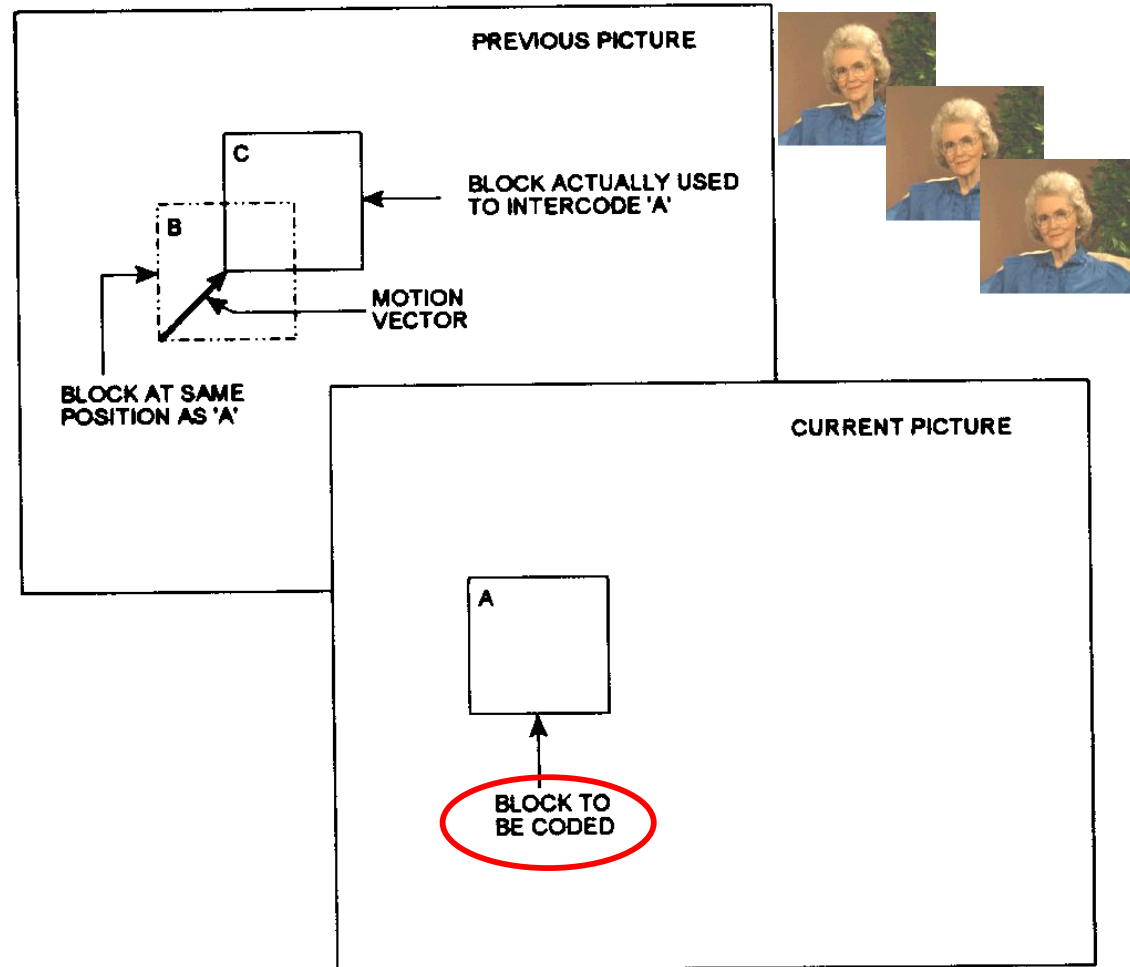 PREVIOUS PICTURE
C
BLOCK ACTUALLY USED
TO INTERCODE 'A'
B
MOTION
VECTOR
BLOCK AT SAME
POSITION AS 'A'
CURRENT PICTURE
A
BLOCK TO
BE CODED